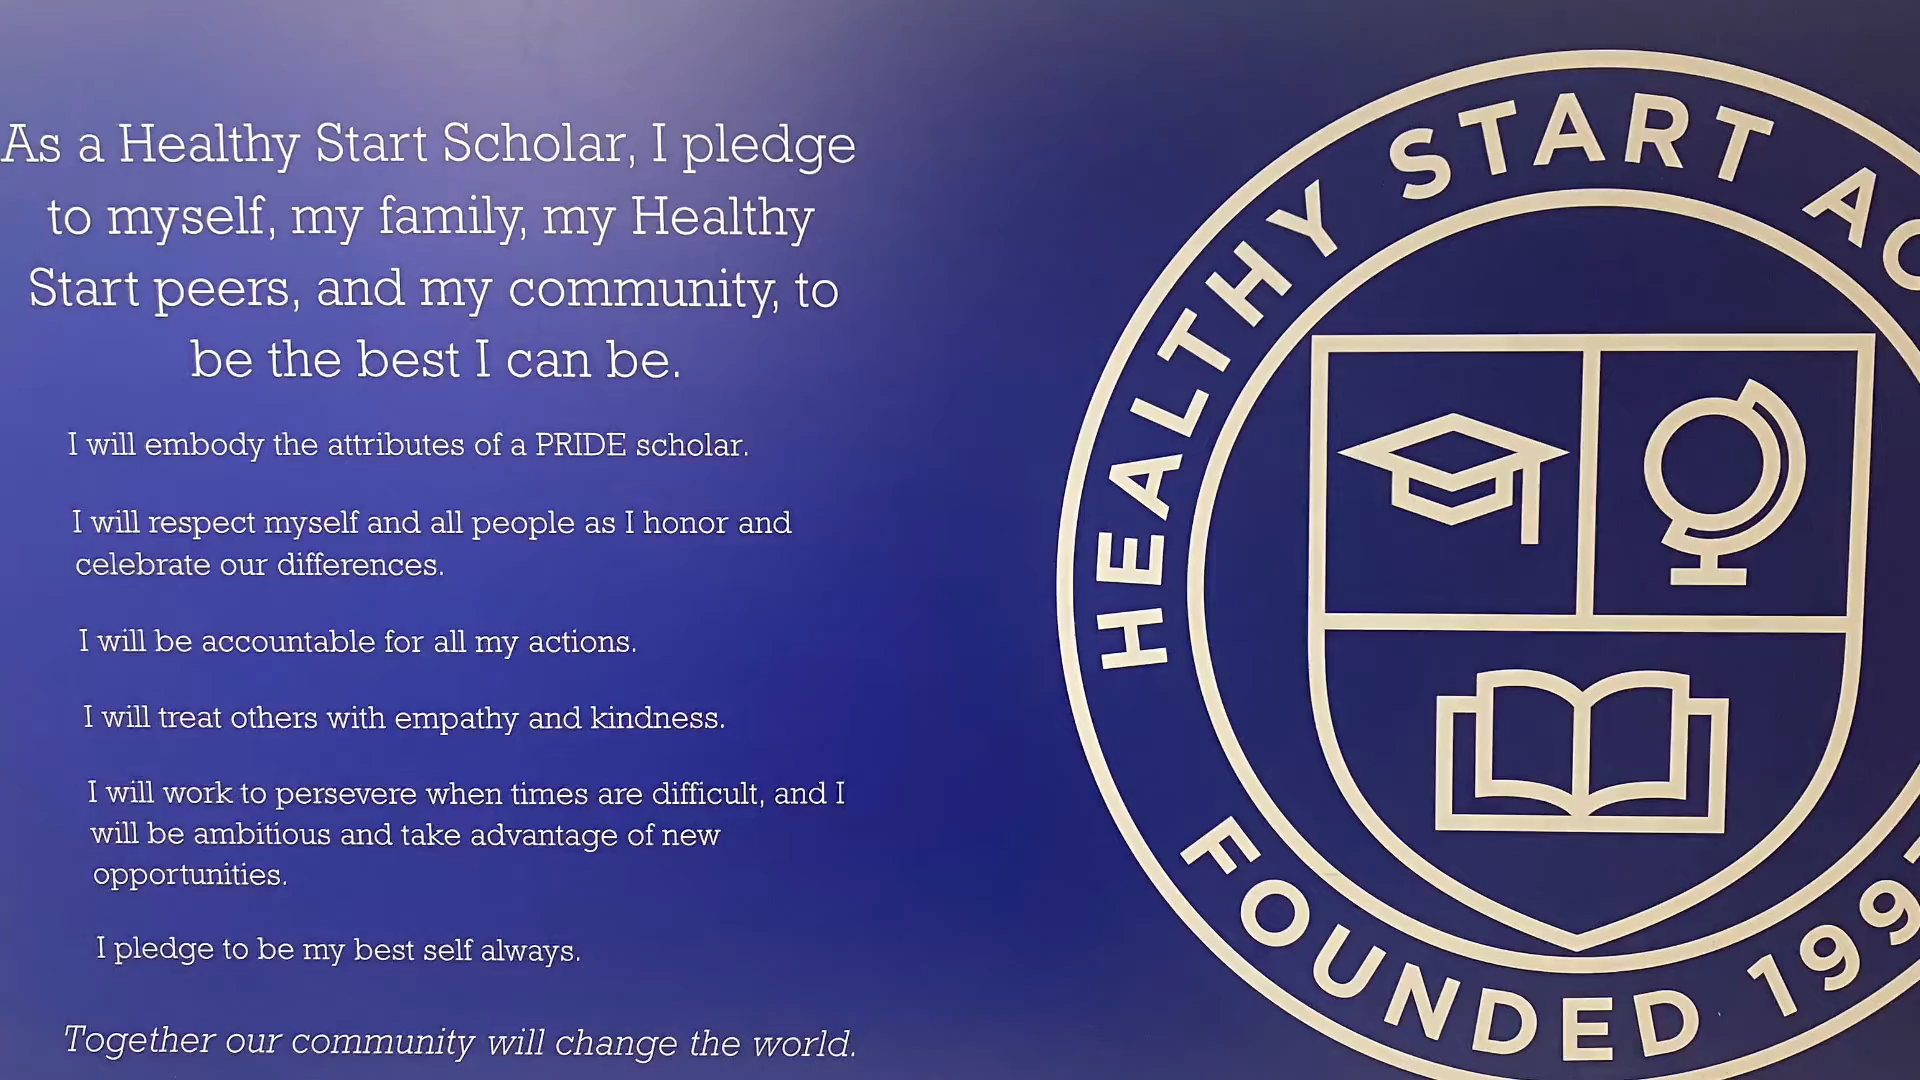 As a Healthy Start Scholar, I pledge
to myself, my family, my Healthy
Start peers, and my community, to
be the best I can be.
I will embody the attributes of a PRIDE scholar.
I will respect myself and all people as I honor and
celebrate our differences.
I will be accountable for all my actions.
I will treat others with empathy and kindness.
I will work to persevere when times are difficult, and I
will be ambitious and take advantage of new
opportunities.
I pledge to be my best self always.
Together our community will change the world.
HEALTHY START
FOUNDED